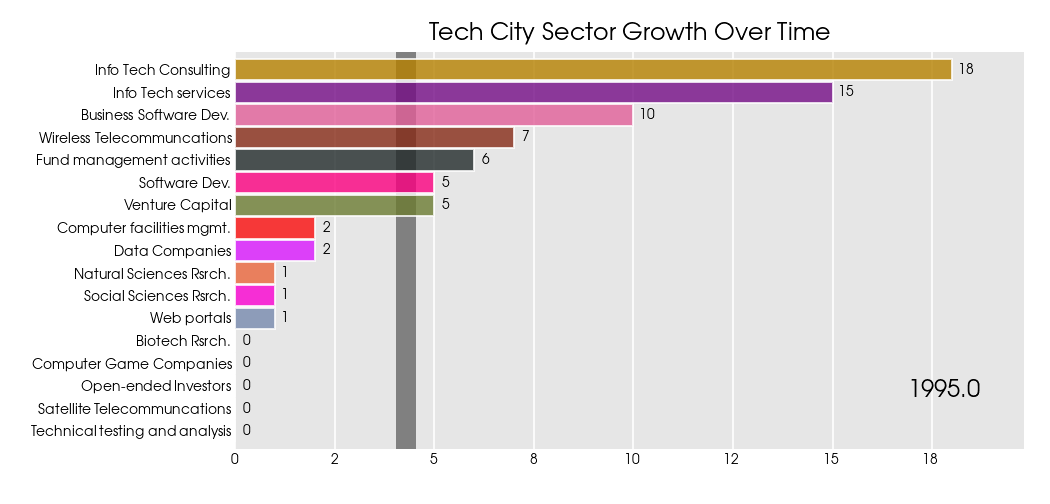 Tech City Sector Growth Over Time
Info Tech Consulting 18
Info Tech services 15
Business Software Dev. 10
Wireless Telecommuncations 7
Fund management activities 6
Software Dev. 5
Venture Capital 5
Computer facilities mgmt. 2
Data Companies 2
Natural Sciences Rsrch. 1
Social Sciences Rsrch. 1
Web portals 1
Biotech Rsrch. 0
Computer Game Companies 0
Open-ended Investors 0
1995.0
Satellite Telecommuncations 0
Technical testing and analysis 0
0 2 5 8 10 12 15 18